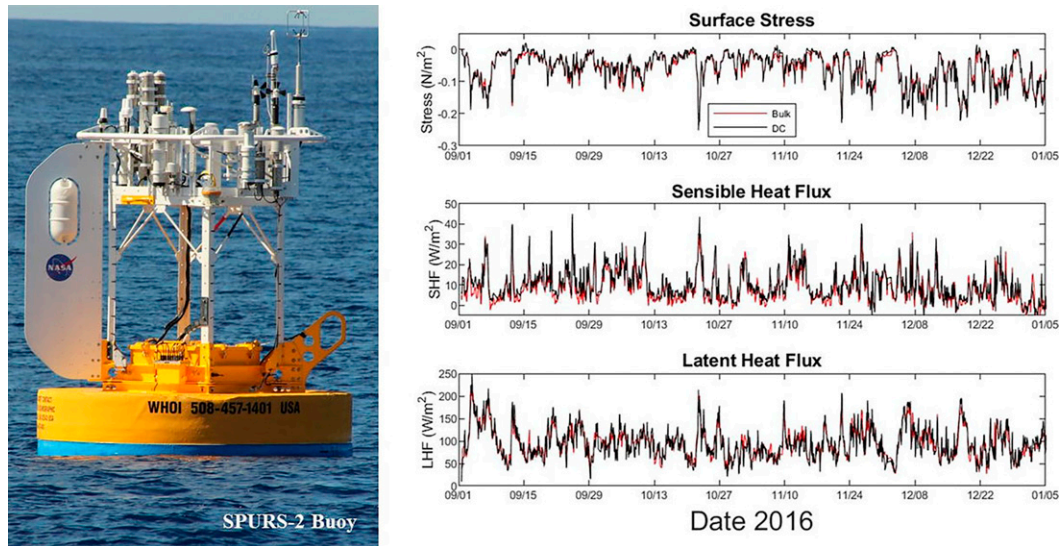 NASA
WHOI 508-457-1401 USA
SPURS-2 Buoy
Surface Stress
Stress (N/m²)
0
-0.1
-0.2
-0.3
Bulk
DC
09/01 09/15 09/29 10/13 10/27 11/10 11/24 12/08 12/22 01/05
Sensible Heat Flux
SHF (W/m²)
50
40
30
20
10
0
09/01 09/15 09/29 10/13 10/27 11/10 11/24 12/08 12/22 01/05
Latent Heat Flux
LHF (W/m²)
250
200
150
100
50
0
09/01 09/15 09/29 10/13 10/27 11/10 11/24 12/08 12/22 01/05
Date 2016